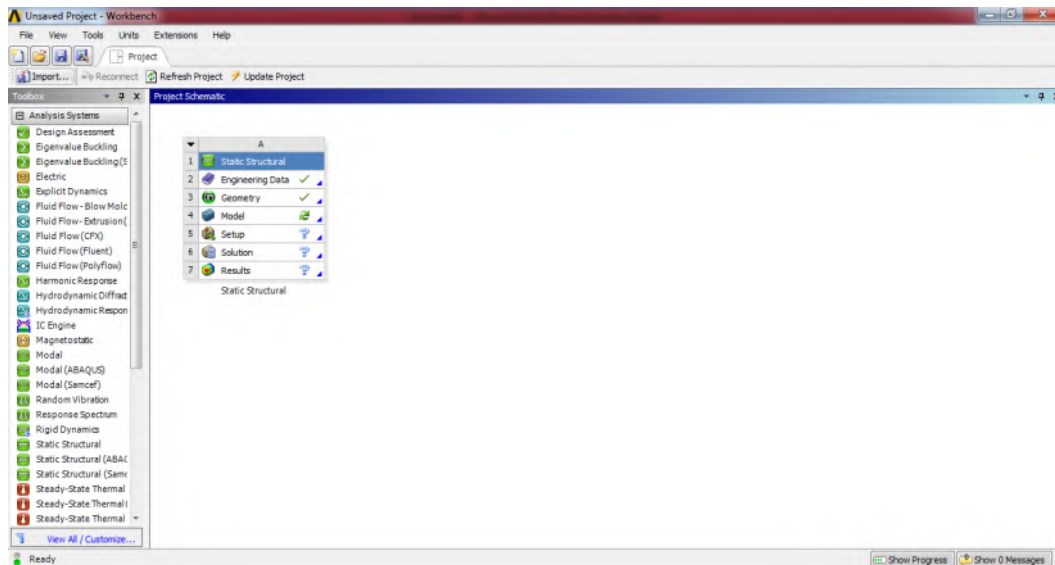 Unsaved Project - Workbench
File View Tools Units Extensions Help
Project
Import... Reconnect Refresh Project Update Project
Toolbox
Project Schematic
Analysis Systems
Design Assessment
Eigenvalue Buckling
Eigenvalue Buckling (S
Electric
Explicit Dynamics
Fluid Flow - Blow Mold
Fluid Flow - Extrusion (
Fluid Flow (CFX)
Fluid Flow (Fluent)
Fluid Flow (Polyflow)
Harmonic Response
Hydrodynamic Diffract
Hydrodynamic Respon
IC Engine
Magnetostatic
Modal
Modal (ABAQUS)
Modal (Samcef)
Random Vibration
Response Spectrum
Rigid Dynamics
Static Structural
Static Structural (ABAC
Static Structural (Samc
Steady-State Thermal
Steady-State Thermal (
Steady-State Thermal
View All / Customize...
A
1 Static Structural
2 Engineering Data
3 Geometry
4 Model
5 Setup
6 Solution
7 Results
Static Structural
Ready
Show Progress Show 0 Messages